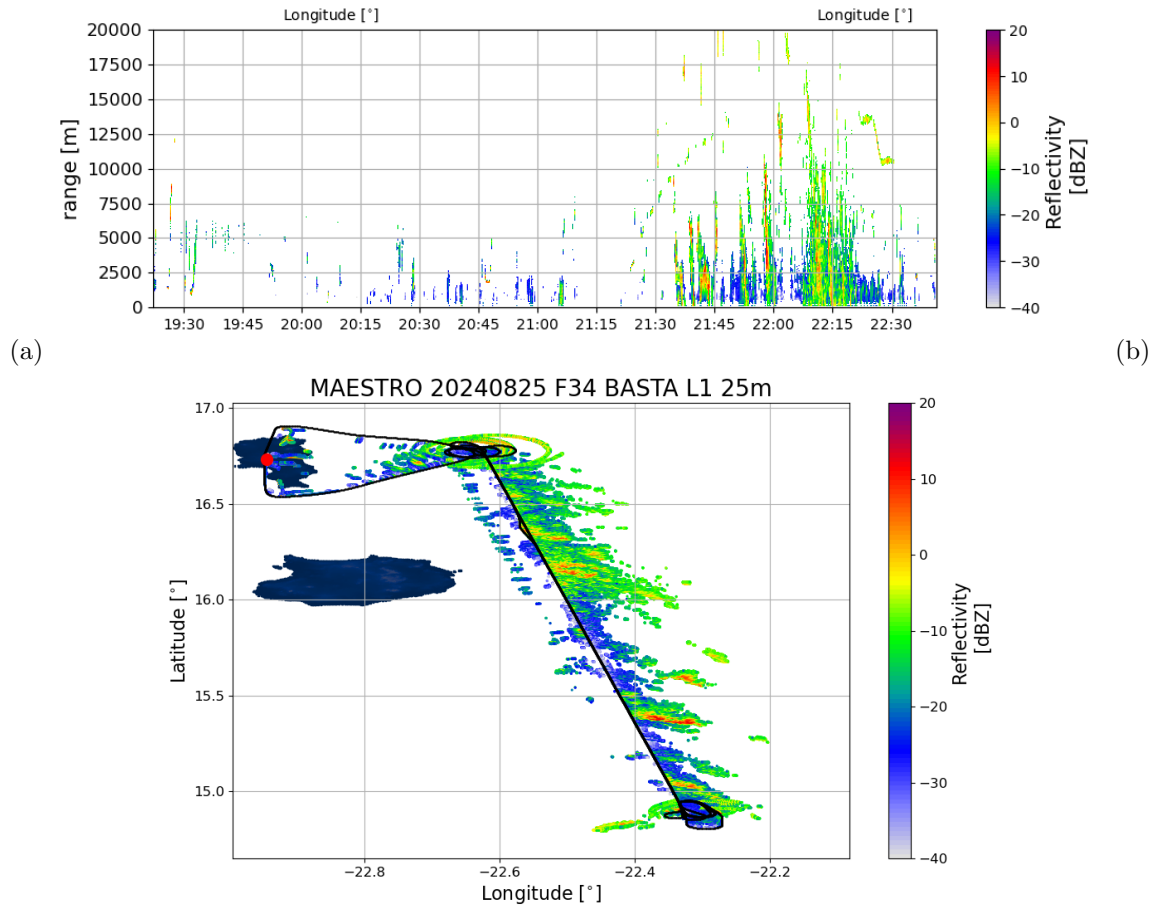 Longitude [°] Longitude [°]
20000
17500
15000
12500
10000
7500
5000
2500
0
range [m]
19:30 19:45 20:00 20:15 20:30 20:45 21:00 21:15 21:30 21:45 22:00 22:15 22:30
20
10
0
−10
−20
−30
−40
Reflectivity
[dBZ]
(a)
(b)
MAESTRO 20240825 F34 BASTA L1 25m
17.0
16.5
16.0
15.5
15.0
Latitude [°]
−22.8 −22.6 −22.4 −22.2
Longitude [°]
20
15
10
5
0
−10
−20
−30
−40
Reflectivity
[dBZ]